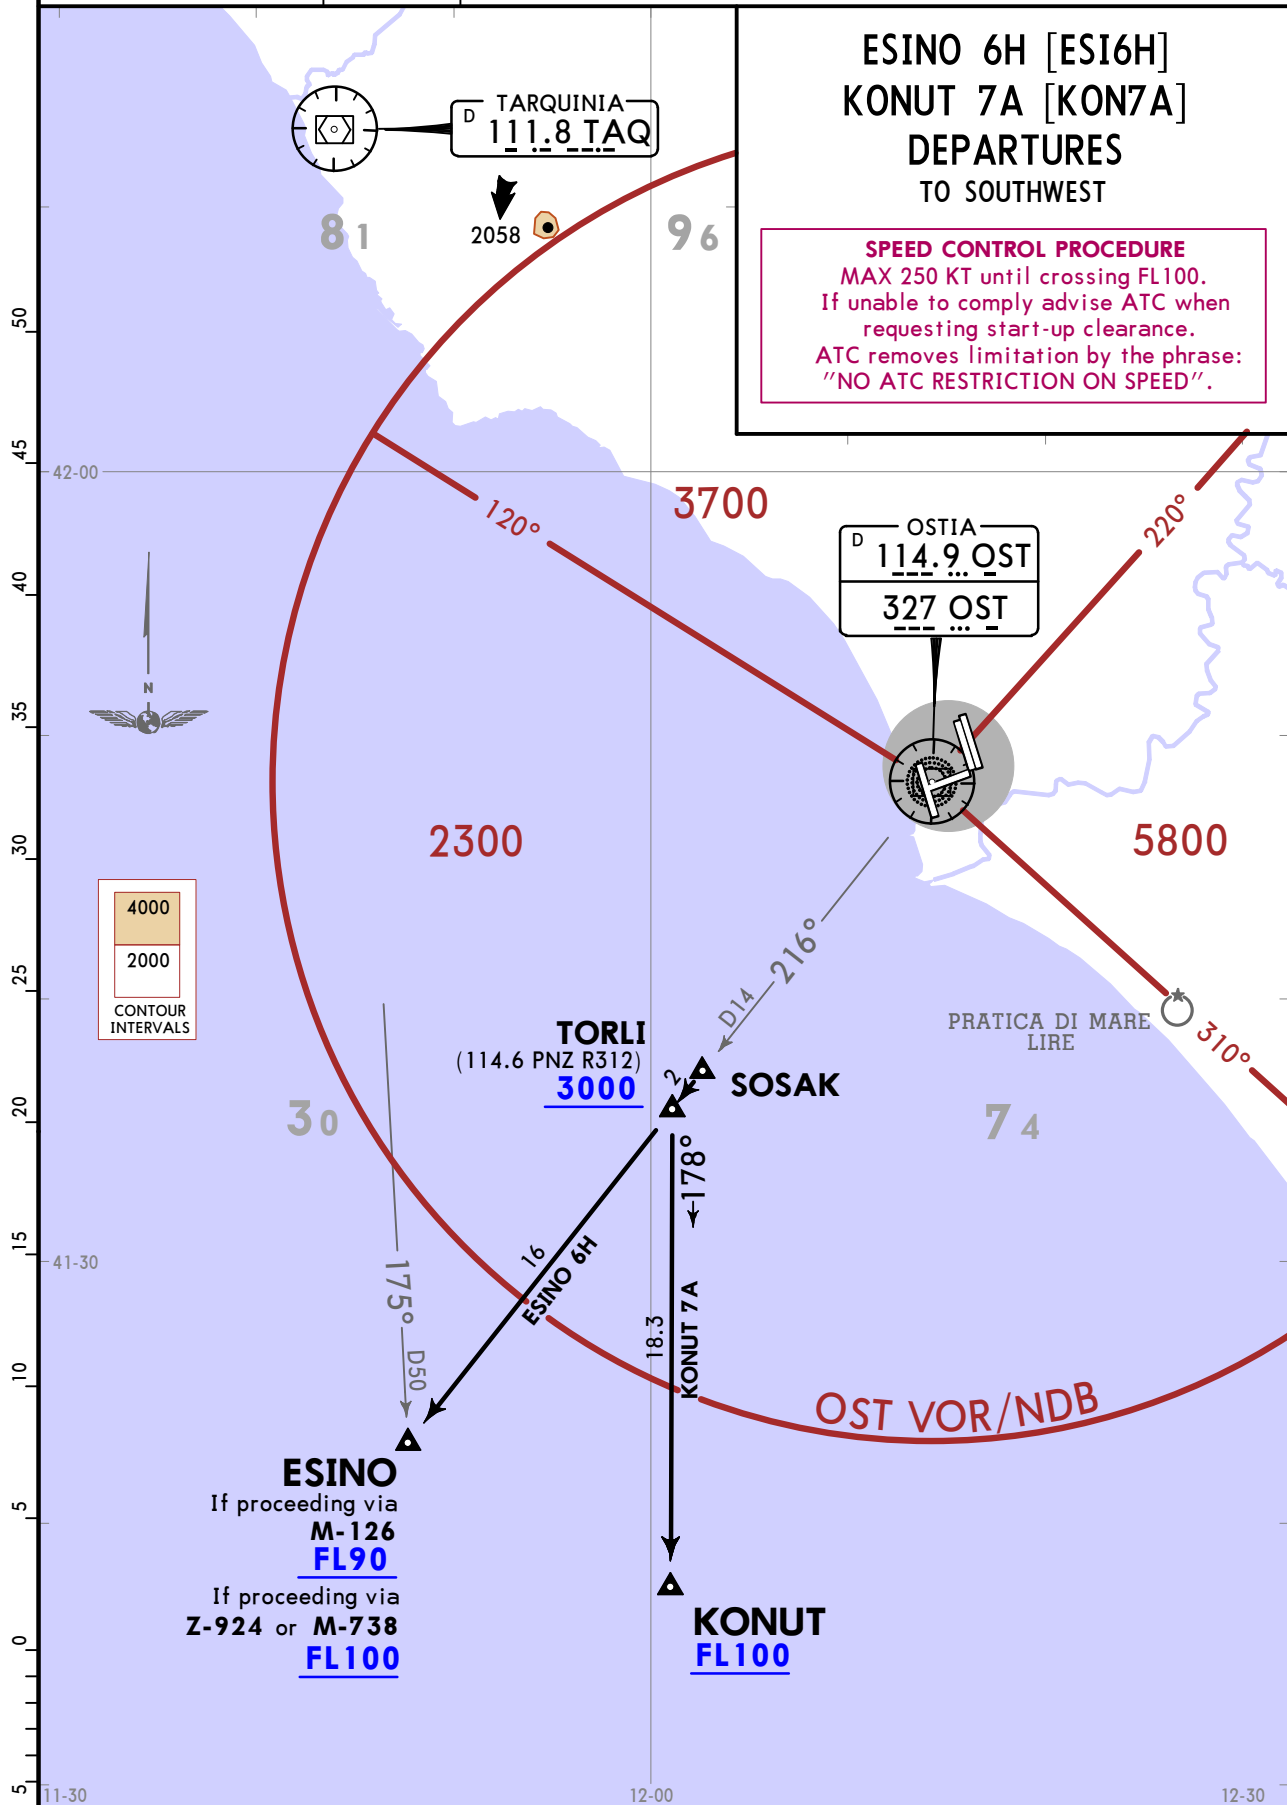 ESINO 6H [ESI6H]
KONUT 7A [KON7A]
DEPARTURES
TO SOUTHWEST
SPEED CONTROL PROCEDURE
MAX 250 KT until crossing FL100.
If unable to comply advise ATC when
requesting start-up clearance.
ATC removes limitation by the phrase:
"NO ATC RESTRICTION ON SPEED".
TARQUINIA
D 111.8 TAQ
81
2058
96
50
45
42-00
120°
3700
220°
OSTIA
D 114.9 OST
327 OST
40
N
35
30
2300
5800
4000
2000
CONTOUR
INTERVALS
25
216°
D14
PRATICA DI MARE
LIRE
310°
TORLI
(114.6 PNZ R312)
3000
2
SOSAK
20
30
74
178°
15
41-30
16
ESINO 6H
175°
D50
18.3
KONUT 7A
10
OST VOR/NDB
ESINO
If proceeding via
M-126
FL90
If proceeding via
Z-924 or M-738
FL100
5
KONUT
FL100
0
5
11-30
12-00
12-30